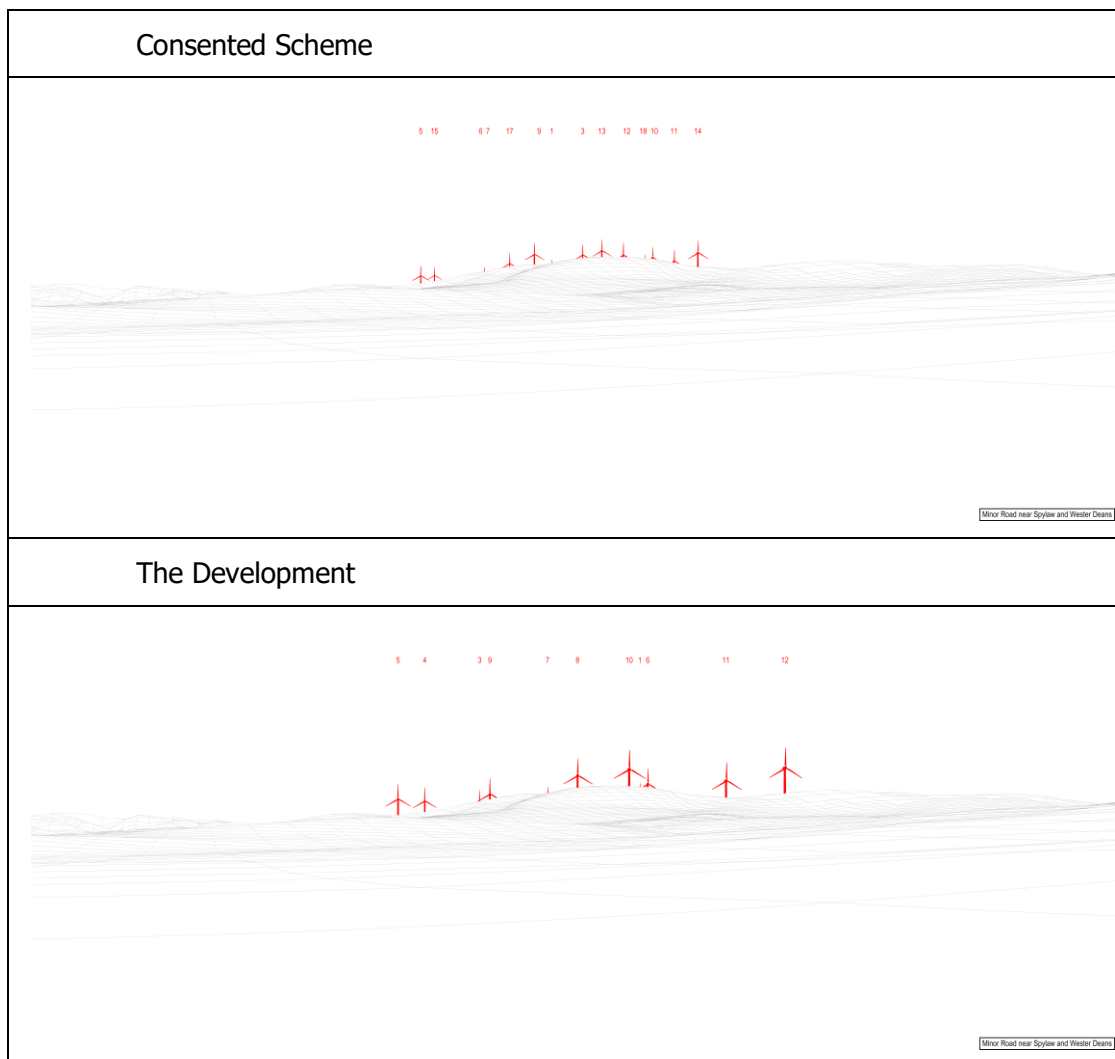 Consented Scheme
5 15 6 7 17 9 1 3 13 12 18 10 11 14
Minor Road near Spylaw and Wester Deans
The Development
5 4 3 9 7 8 10 1 6 11 12
Minor Road near Spylaw and Wester Deans